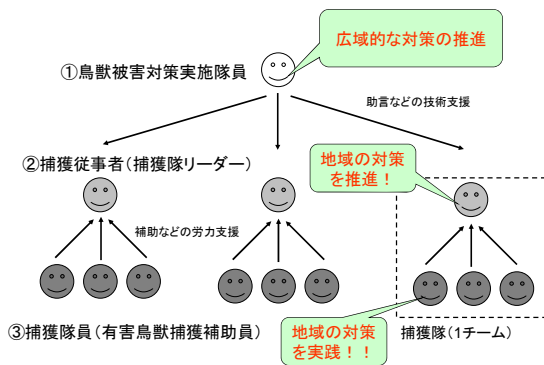 広域的な対策の推進
①鳥獣被害対策実施隊員
助言などの技術支援
②捕獲従事者(捕獲隊リーダー)
地域の対策
を推進！
補助などの労力支援
③捕獲隊員(有害鳥獣捕獲補助員)
地域の対策
を実践！！
捕獲隊(1チーム)